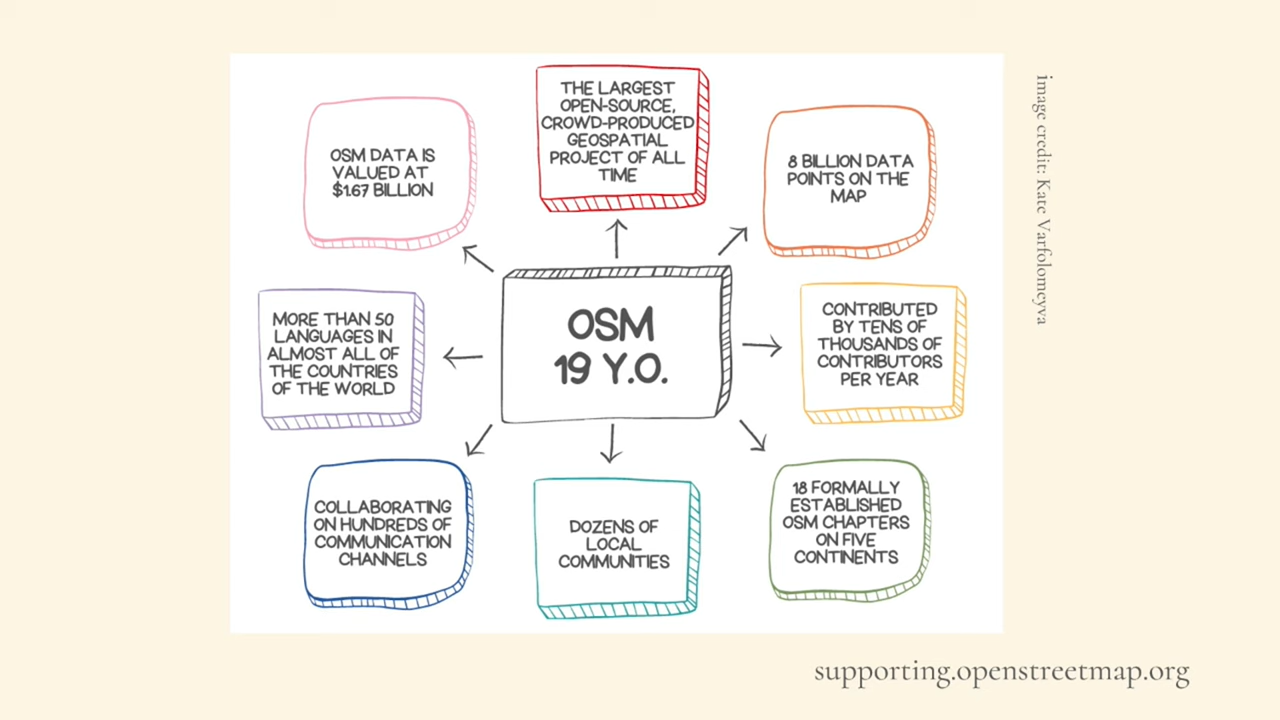 THE LARGEST
OPEN-SOURCE,
CROWD-PRODUCED
GEOSPATIAL
PROJECT OF ALL
TIME
OSM DATA IS
VALUED AT
$1.67 BILLION
8 BILLION DATA
POINTS ON THE
MAP
MORE THAN 50
LANGUAGES IN
ALMOST ALL OF
THE COUNTRIES
OF THE WORLD
OSM
19 Y.O.
CONTRIBUTED
BY TENS OF
THOUSANDS OF
CONTRIBUTORS
PER YEAR
COLLABORATING
ON HUNDREDS OF
COMMUNICATION
CHANNELS
DOZENS OF
LOCAL
COMMUNITIES
18 FORMALLY
ESTABLISHED
OSM CHAPTERS
ON FIVE
CONTINENTS
image credit: Kate Varfolomeyva
supporting.openstreetmap.org